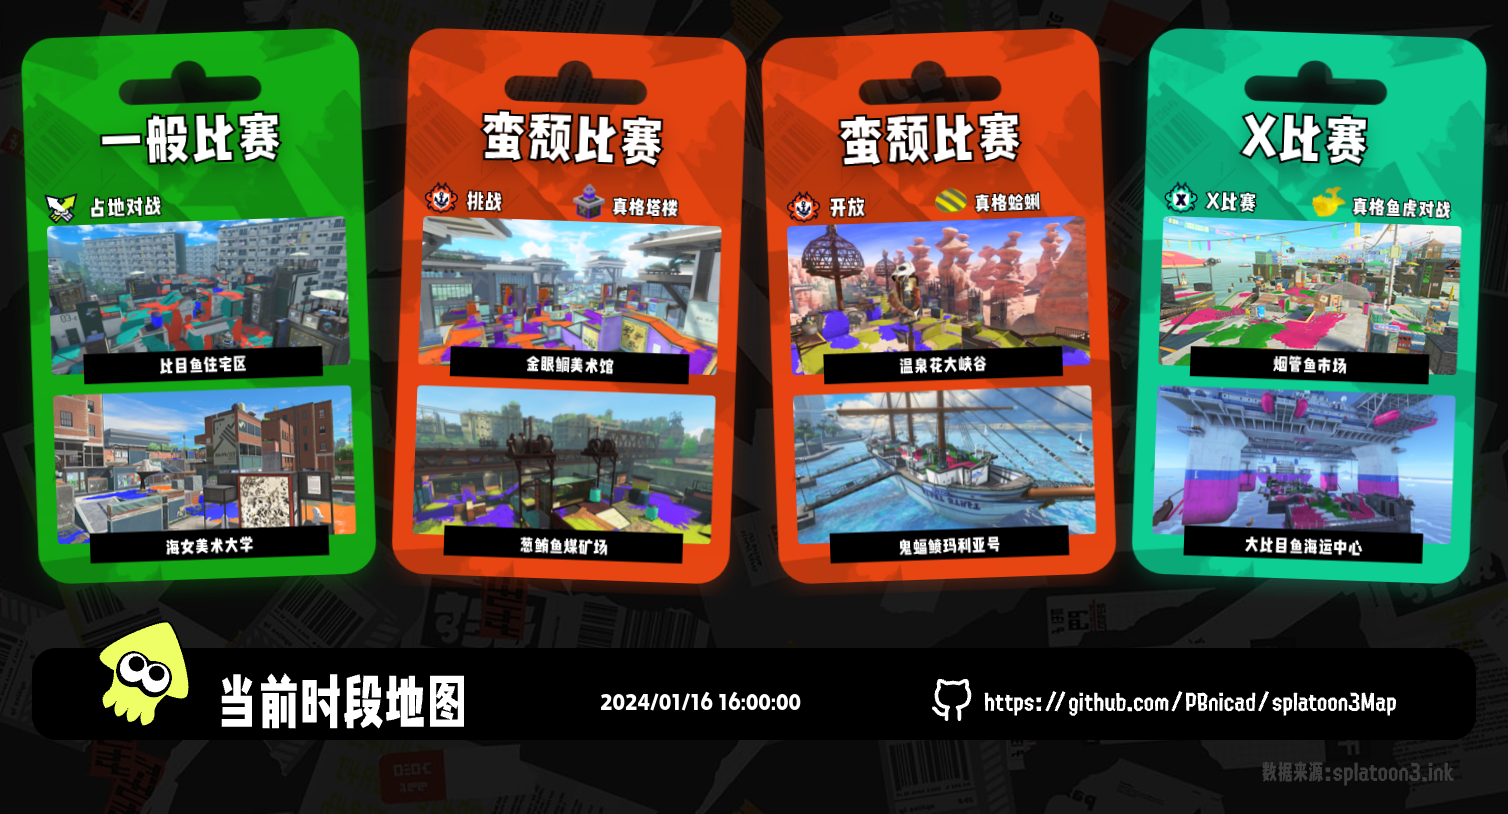 一般比赛
占地对战
比目鱼住宅区
海女美术大学
蛮颓比赛
挑战
真格塔楼
金眼鲷美术馆
葱鲔鱼煤矿场
蛮颓比赛
开放
真格蛤蜊
温泉花大峡谷
鬼蝠鲼玛利亚号
X比赛
X比赛
真格鱼虎对战
烟管鱼市场
大比目鱼海运中心
当前时段地图
2024/01/16 16:00:00
https://github.com/PBnicad/splatoon3Map
数据来源:splatoon3.ink